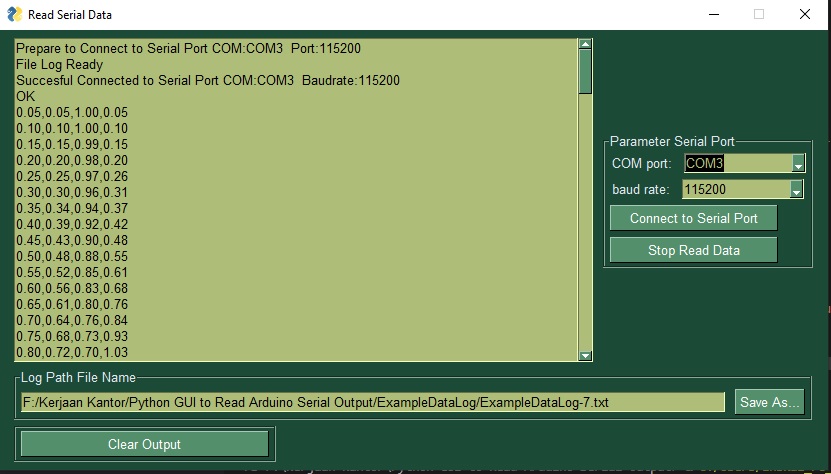 Read Serial Data
Prepare to Connect to Serial Port COM:COM3  Port:115200
File Log Ready
Succesful Connected to Serial Port COM:COM3  Baudrate:115200
OK
0.05,0.05,1.00,0.05
0.10,0.10,1.00,0.10
0.15,0.15,0.99,0.15
0.20,0.20,0.98,0.20
0.25,0.25,0.97,0.26
0.30,0.30,0.96,0.31
0.35,0.34,0.94,0.37
0.40,0.39,0.92,0.42
0.45,0.43,0.90,0.48
0.50,0.48,0.88,0.55
0.55,0.52,0.85,0.61
0.60,0.56,0.83,0.68
0.65,0.61,0.80,0.76
0.70,0.64,0.76,0.84
0.75,0.68,0.73,0.93
0.80,0.72,0.70,1.03
Parameter Serial Port
COM port: COM3
baud rate: 115200
Connect to Serial Port
Stop Read Data
Log Path File Name
F:/Kerjaan Kantor/Python GUI to Read Arduino Serial Output/ExampleDataLog/ExampleDataLog-7.txt
Save As...
Clear Output